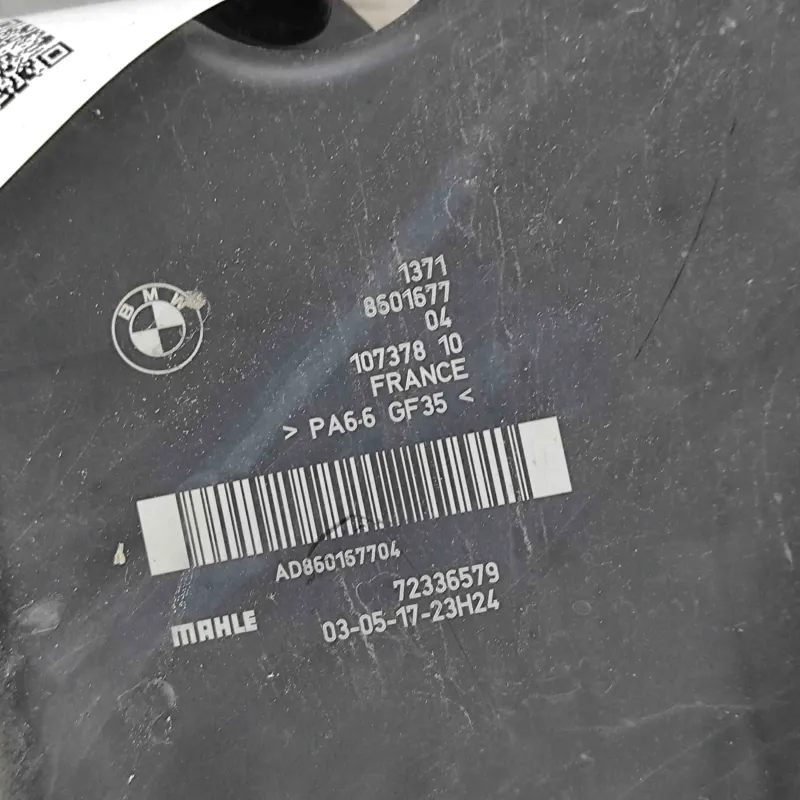 BMW
1371
8601677
04
107378 10
FRANCE
> PA6·6 GF35 <
AD860167704
72336579
MAHLE
03-05-17-23H24